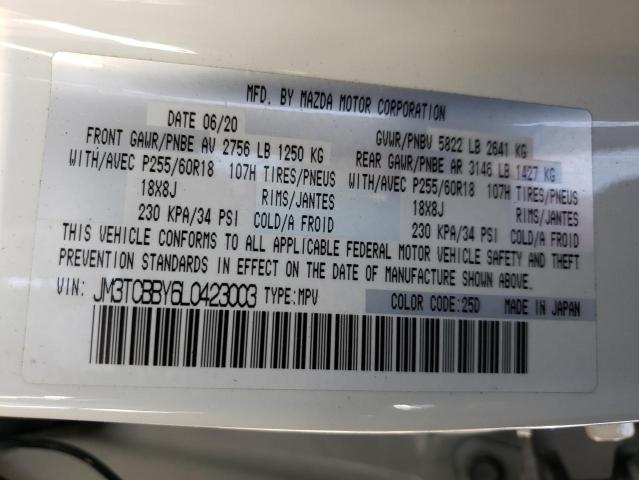 MFD. BY MAZDA MOTOR CORPORATION
DATE 06/20
GVWR/PNBV 5822 LB 2641 KG
FRONT GAWR/PNBE AV 2756 LB 1250 KG
REAR GAWR/PNBE AR 3146 LB 1427 KG
WITH/AVEC P255/60R18 107H TIRES/PNEUS
WITH/AVEC P255/60R18 107H TIRES/PNEUS
18X8J RIMS/JANTES
18X8J RIMS/JANTES
230 KPA/34 PSI COLD/A FROID
230 KPA/34 PSI COLD/A FROID
THIS VEHICLE CONFORMS TO ALL APPLICABLE FEDERAL MOTOR VEHICLE SAFETY AND THEFT
PREVENTION STANDARDS IN EFFECT ON THE DATE OF MANUFACTURE SHOWN ABOVE.
VIN: JM3TCBBY6L0423003 TYPE:MPV
COLOR CODE:25D MADE IN JAPAN